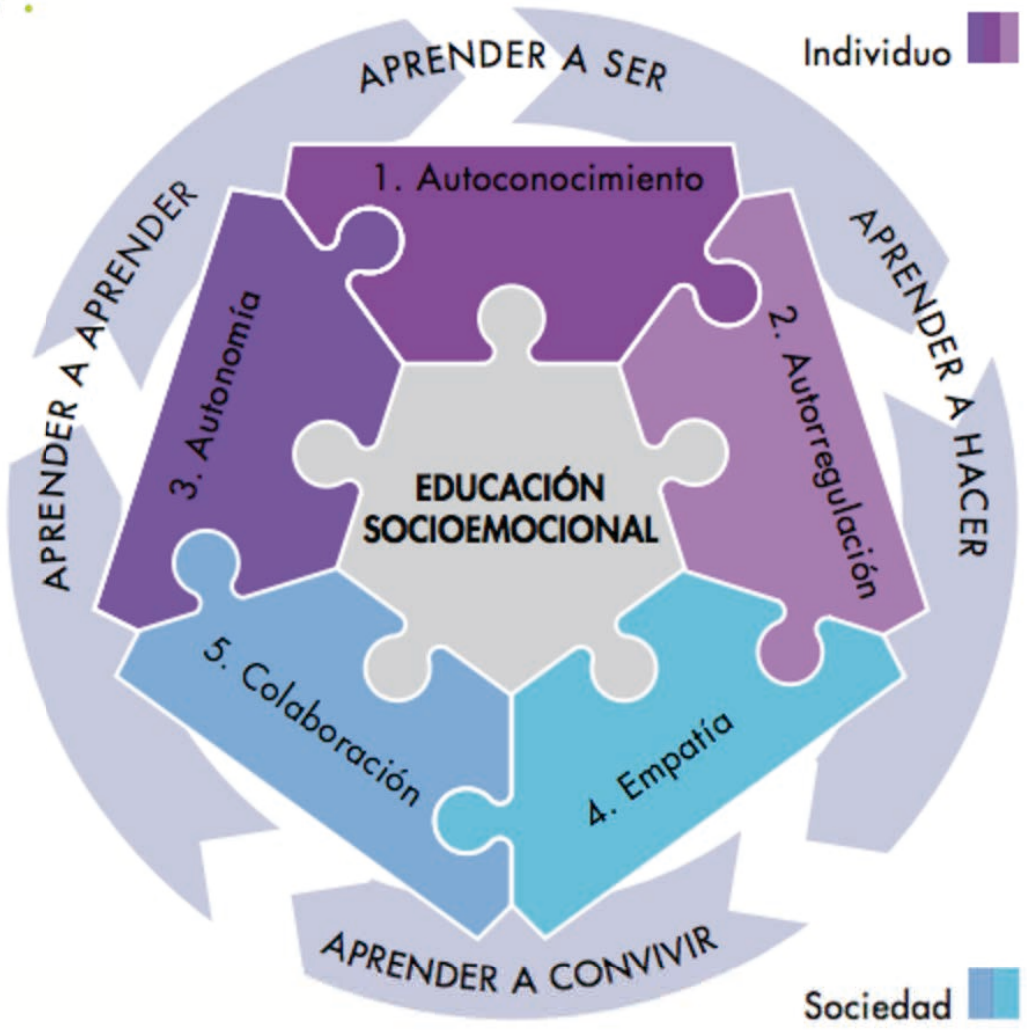 Individuo
APRENDER A SER
APRENDER A HACER
APRENDER A CONVIVIR
APRENDER A APRENDER
1. Autoconocimiento
2. Autorregulación
3. Autonomía
4. Empatía
5. Colaboración
EDUCACIÓN
SOCIOEMOCIONAL
Sociedad